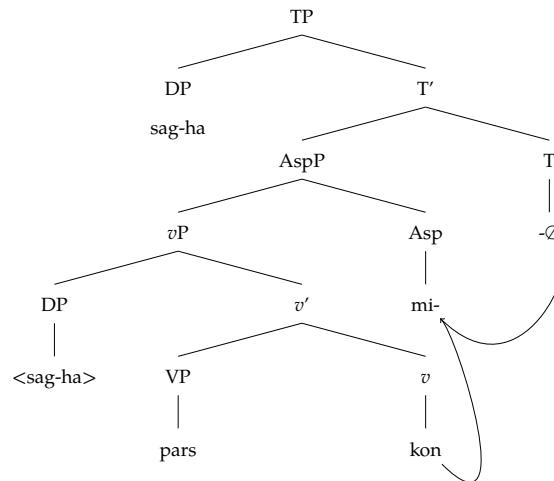 TP
DP T′
sag-ha
AspP T
vP Asp -∅
DP v′ mi-
<sag-ha> VP v
pars kon